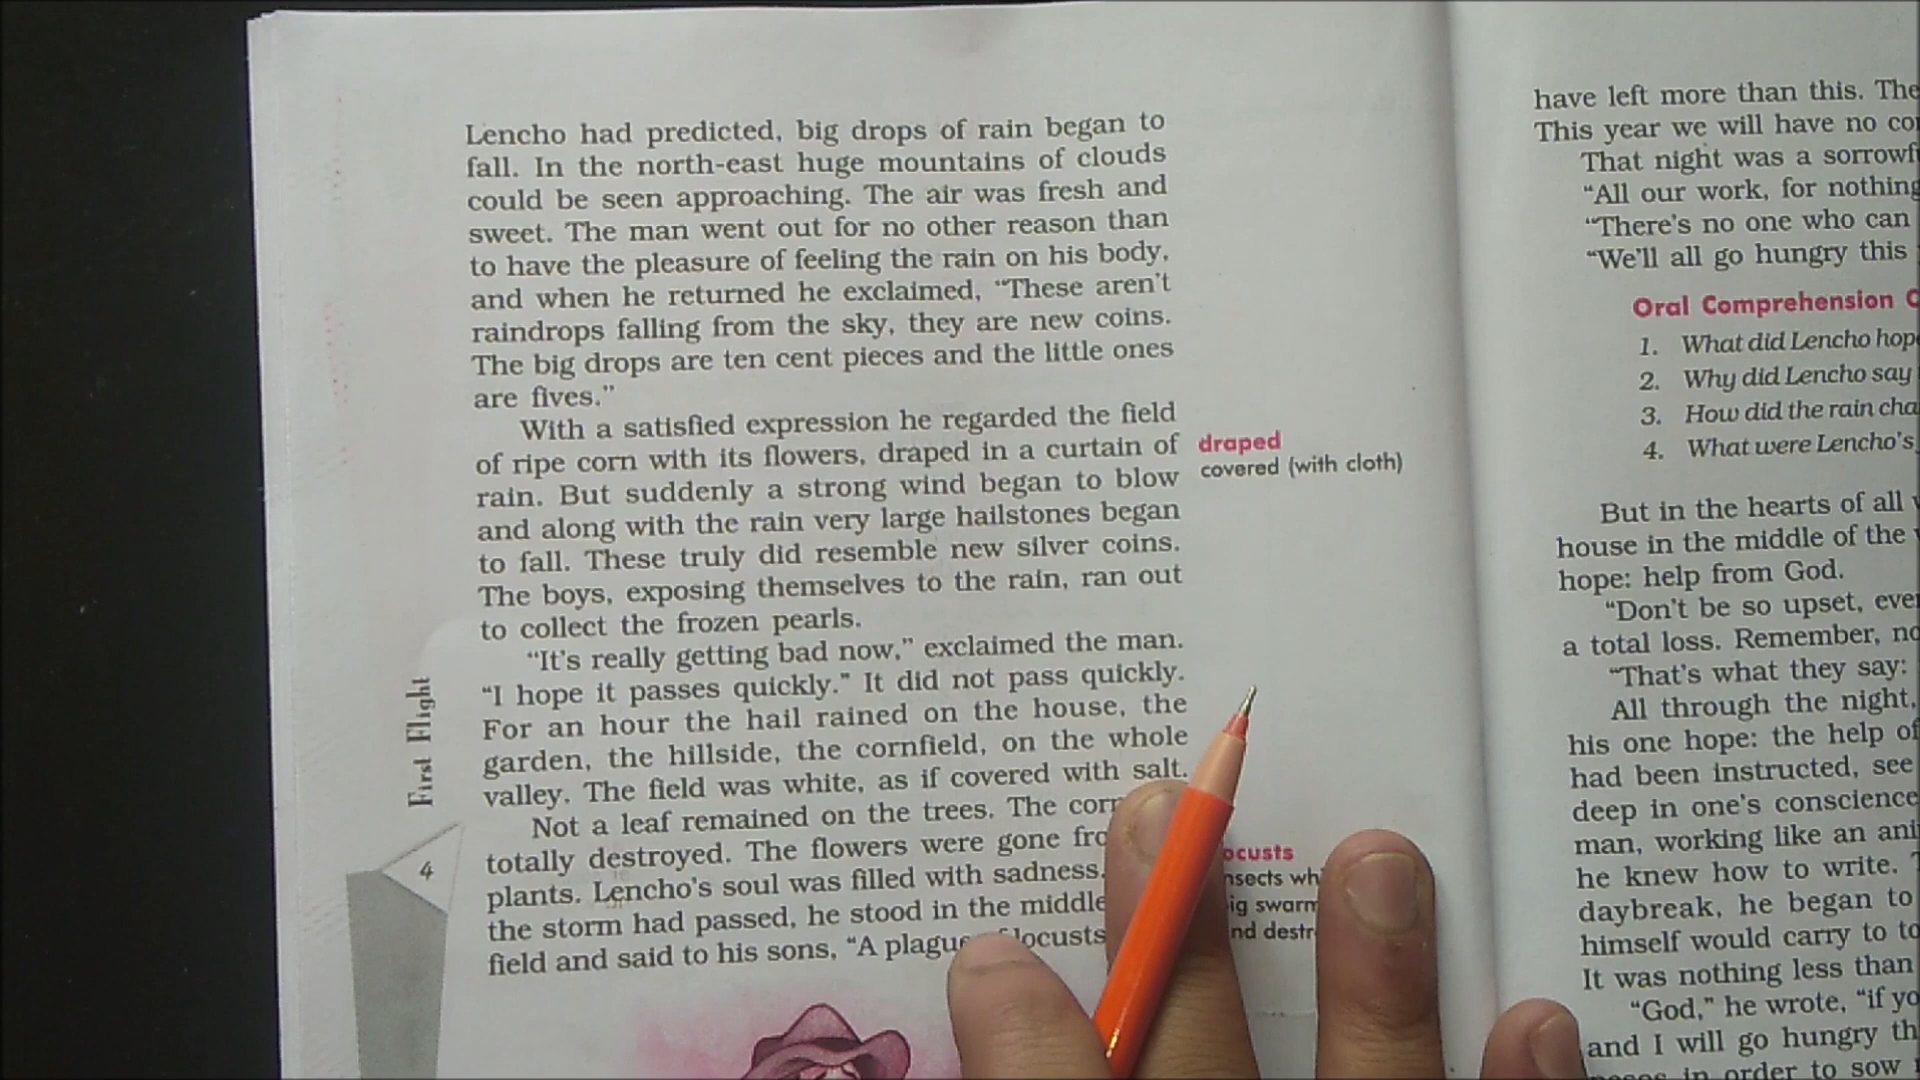 Lencho had predicted, big drops of rain began to
fall. In the north-east huge mountains of clouds
could be seen approaching. The air was fresh and
sweet. The man went out for no other reason than
to have the pleasure of feeling the rain on his body,
and when he returned he exclaimed, “These aren’t
raindrops falling from the sky, they are new coins.
The big drops are ten cent pieces and the little ones
are fives.”
With a satisfied expression he regarded the field
of ripe corn with its flowers, draped in a curtain of
rain. But suddenly a strong wind began to blow
and along with the rain very large hailstones began
to fall. These truly did resemble new silver coins.
The boys, exposing themselves to the rain, ran out
to collect the frozen pearls.
“It’s really getting bad now,” exclaimed the man.
“I hope it passes quickly.” It did not pass quickly.
For an hour the hail rained on the house, the
garden, the hillside, the cornfield, on the whole
valley. The field was white, as if covered with salt.
Not a leaf remained on the trees. The
totally destroyed. The flowers were gone
plants. Lencho’s soul was filled with sadness.
the storm had passed, he stood in the middle
field and said to his sons, “A plague locusts
draped
covered (with cloth)
First Flight
4
have left more than this. The
This year we will have no
That night was a
“All our work, for nothing
“There’s no one who can
“We’ll all go hungry this
Oral Comprehension
1. What did Lencho
2. Why did Lencho say
3. How did the rain
4. What were Lencho’s
But in the hearts of all
house in the middle of the
hope: help from God.
“Don’t be so upset,
a total loss. Remember,
“That’s what they say:
All through the night,
his one hope: the help of
had been instructed, see
deep in one’s conscience
man, working like an
he knew how to write.
daybreak, he began to
himself would carry to
It was nothing less than
“God,” he wrote, “if
and I will go hungry
in order to sow